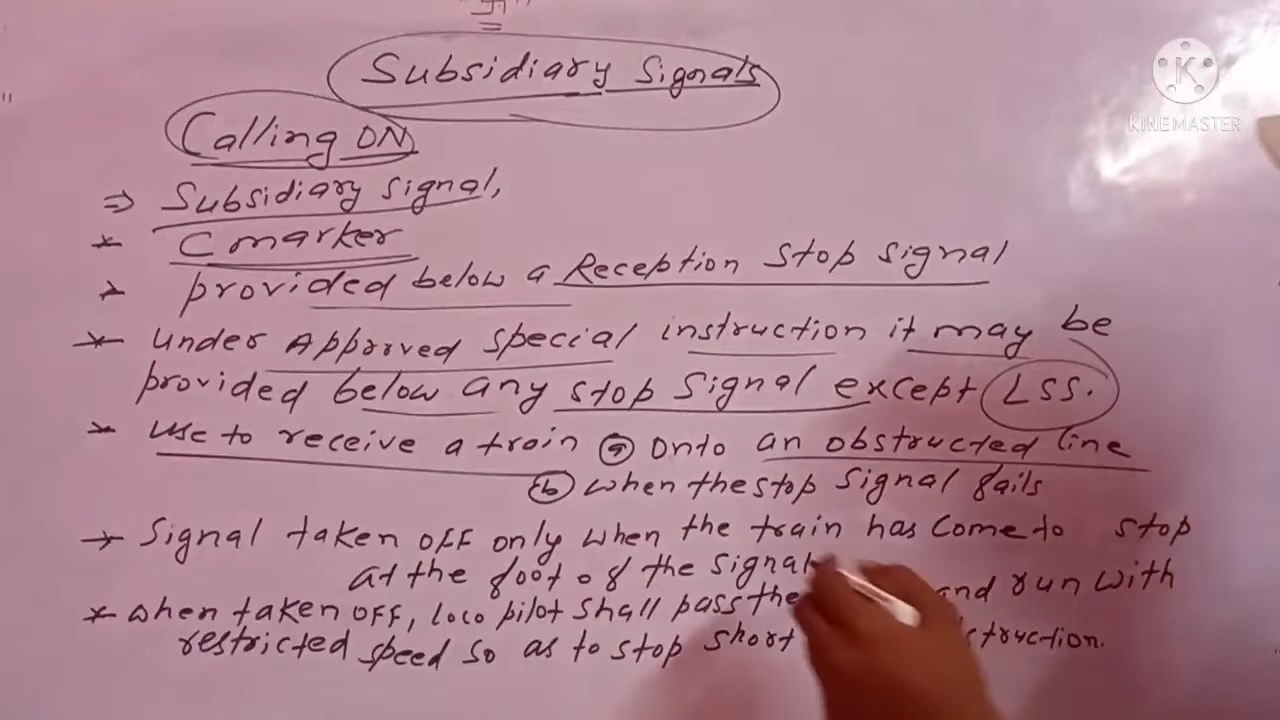 Subsidiary Signals
Calling ON
⇒ Subsidiary Signal,
* C marker
* provided below a Reception Stop Signal
* under Approved special instruction it may be
provided below any stop Signal except LSS.
* Use to receive a train ⓐ Onto an obstructed line
ⓑ when the stop Signal fails
→ Signal taken OFF only when the train has Come to stop
at the foot of the Signal
* when taken OFF, loco pilot shall pass the and run with
restricted speed so as to stop short
K
KINEMASTER